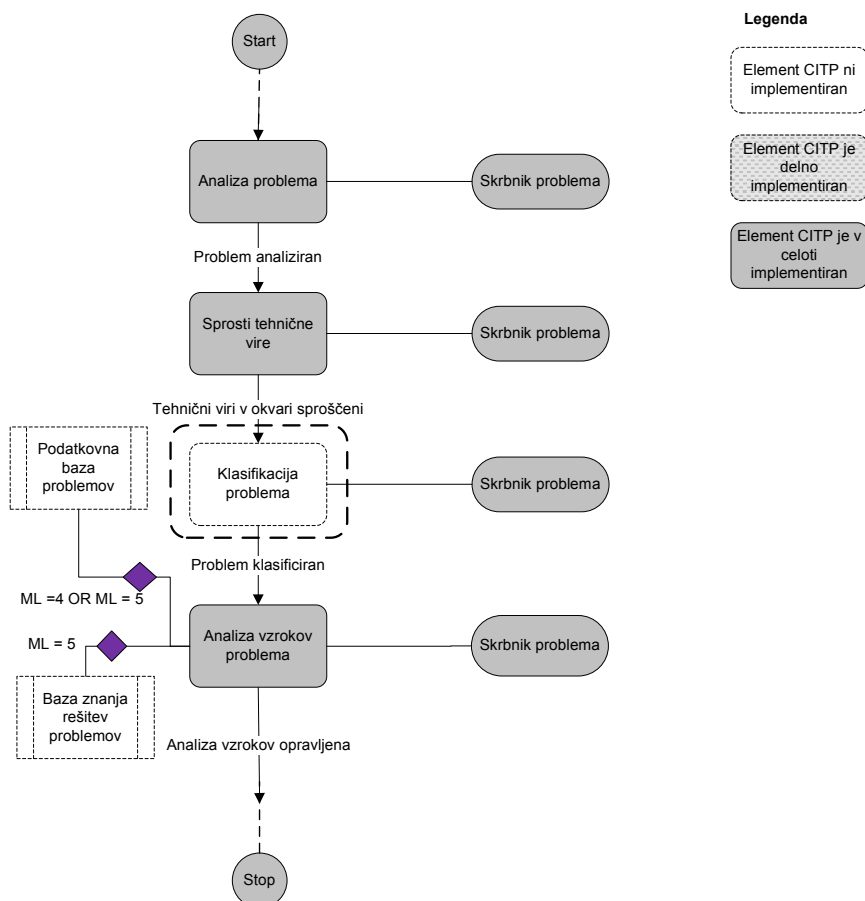 Legenda
Start
Element CITP ni
implementiran
Element CITP je
delno
implementiran
Element CITP je v
celoti
implementiran
Analiza problema
Skrbnik problema
Problem analiziran
Sprosti tehnične
vire
Skrbnik problema
Tehnični viri v okvari sproščeni
Podatkovna
baza
problemov
Klasifikacija
problema
Skrbnik problema
Problem klasificiran
ML =4 OR ML = 5
Analiza vzrokov
problema
Skrbnik problema
ML = 5
Baza znanja
rešitev
problemov
Analiza vzrokov opravljena
Stop